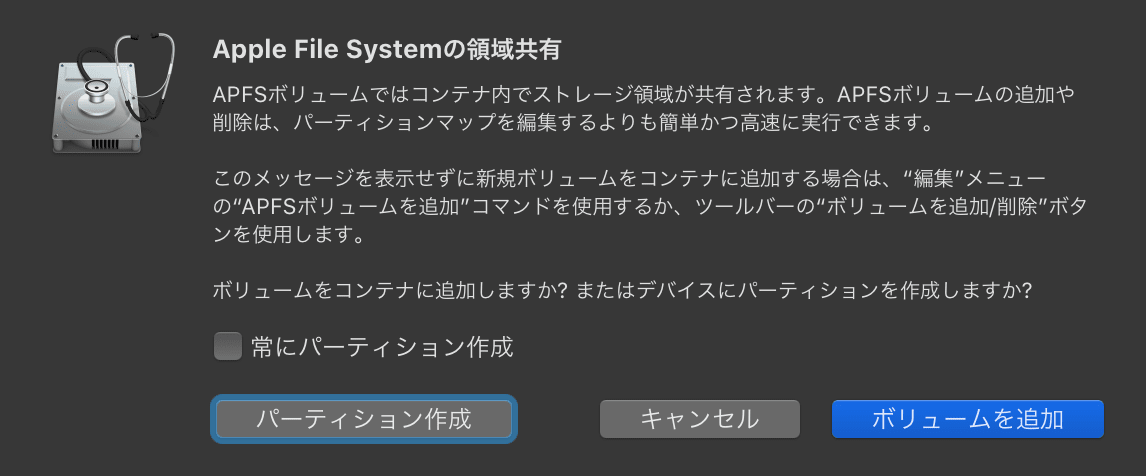 Apple File Systemの領域共有
APFSボリュームではコンテナ内でストレージ領域が共有されます。APFSボリュームの追加や
削除は、パーティションマップを編集するよりも簡単かつ高速に実行できます。
このメッセージを表示せずに新規ボリュームをコンテナに追加する場合は、“編集”メニュー
の“APFSボリュームを追加”コマンドを使用するか、ツールバーの“ボリュームを追加/削除”ボタ
ンを使用します。
ボリュームをコンテナに追加しますか? またはデバイスにパーティションを作成しますか?
常にパーティション作成
パーティション作成
キャンセル
ボリュームを追加